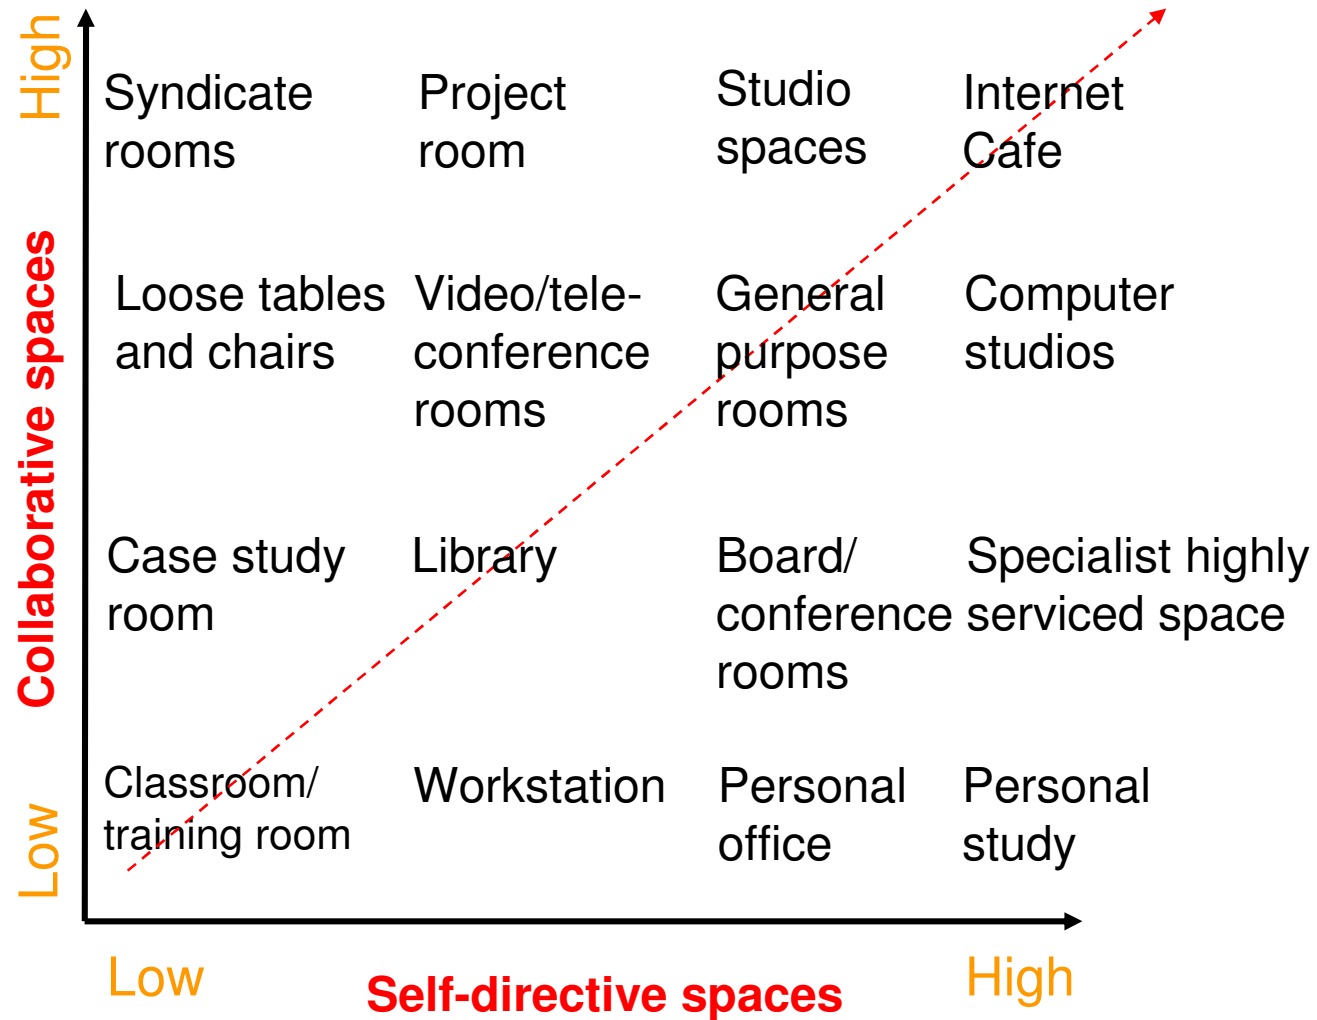 High
Syndicate
rooms
Project
room
Studio
spaces
Internet
Cafe
Collaborative spaces
Loose tables
and chairs
Video/tele-
conference
rooms
General
purpose
rooms
Computer
studios
Case study
room
Library
Board/
conference
rooms
Specialist highly
serviced space
Low
Classroom/
training room
Workstation
Personal
office
Personal
study
Low
Self-directive spaces
High